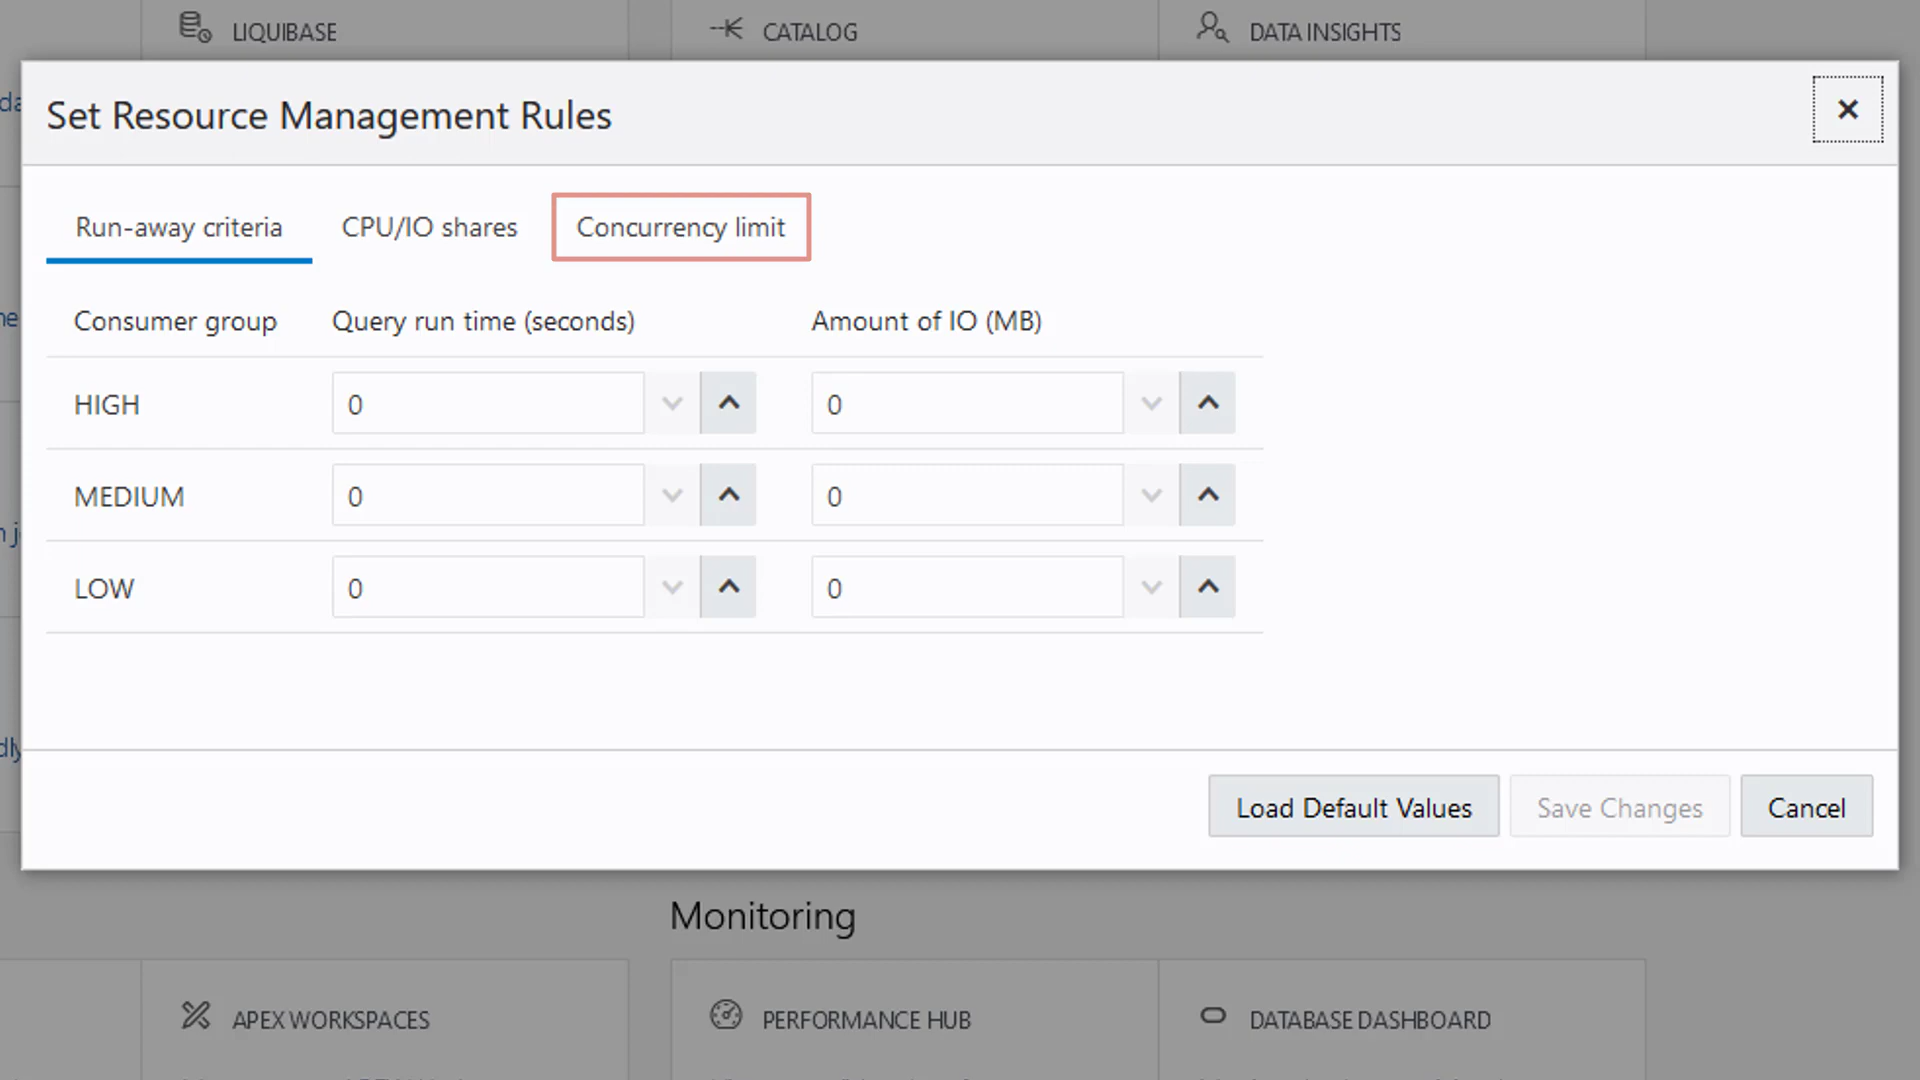 LIQUIBASE
CATALOG
DATA INSIGHTS
Set Resource Management Rules
Run-away criteria
CPU/IO shares
Concurrency limit
Consumer group
Query run time (seconds)
Amount of IO (MB)
HIGH
0
0
MEDIUM
0
0
LOW
0
0
Load Default Values
Save Changes
Cancel
Monitoring
APEX WORKSPACES
PERFORMANCE HUB
DATABASE DASHBOARD